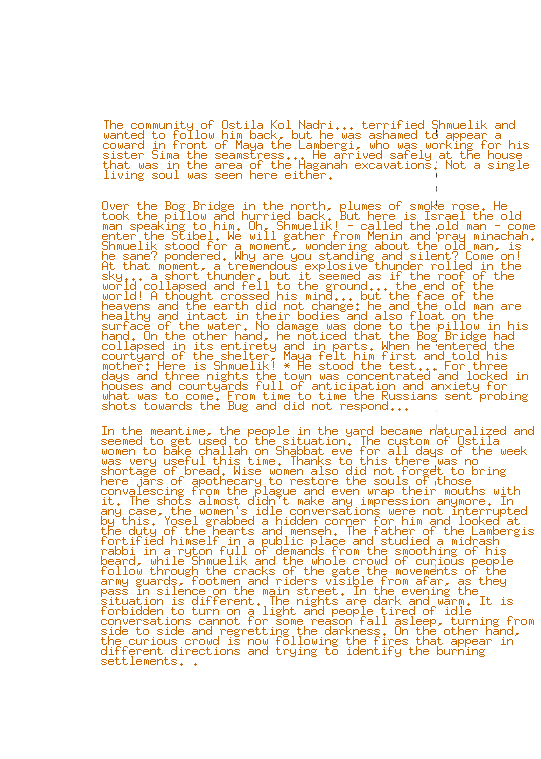 The community of Ostila Kol Nadri... terrified Shmuelik and
wanted to follow him back, but he was ashamed to appear a
coward in front of Maya the Lambergi, who was working for his
sister Sima the seamstress... He arrived safely at the house
that was in the area of the Haganah excavations. Not a single
living soul was seen here either.
Over the Bog Bridge in the north, plumes of smoke rose. He
took the pillow and hurried back. But here is Israel the old
man speaking to him. Oh, Shmuelik! - called the old man - come
enter the Stibel. We will gather from Menin and pray minachah.
Shmuelik stood for a moment, wondering about the old man, is
he sane? pondered. Why are you standing and silent? Come on!
At that moment, a tremendous explosive thunder rolled in the
sky... a short thunder, but it seemed as if the roof of the
world collapsed and fell to the ground... the end of the
world! A thought crossed his mind... but the face of the
heavens and the earth did not change: he and the old man are
healthy and intact in their bodies and also float on the
surface of the water. No damage was done to the pillow in his
hand. On the other hand, he noticed that the Bog Bridge had
collapsed in its entirety and in parts. When he entered the
courtyard of the shelter, Maya felt him first and told his
mother: Here is Shmuelik! * He stood the test... For three
days and three nights the town was concentrated and locked in
houses and courtyards full of anticipation and anxiety for
what was to come. From time to time the Russians sent probing
shots towards the Bug and did not respond...
In the meantime, the people in the yard became naturalized and
seemed to get used to the situation. The custom of Ostila
women to bake challah on Shabbat eve for all days of the week
was very useful this time. Thanks to this there was no
shortage of bread. Wise women also did not forget to bring
here jars of apothecary to restore the souls of those
convalescing from the plague and even wrap their mouths with
it. The shots almost didn't make any impression anymore. In
any case, the women's idle conversations were not interrupted
by this. Yosel grabbed a hidden corner for him and looked at
the duty of the hearts and menseh. The father of the Lambergis
fortified himself in a public place and studied a midrash
rabbi in a ryton full of demands from the smoothing of his
beard, while Shmuelik and the whole crowd of curious people
follow through the cracks of the gate the movements of the
army guards, footmen and riders visible from afar, as they
pass in silence on the main street. In the evening the
situation is different. The nights are dark and warm. It is
forbidden to turn on a light and people tired of idle
conversations cannot for some reason fall asleep, turning from
side to side and regretting the darkness. On the other hand,
the curious crowd is now following the fires that appear in
different directions and trying to identify the burning
settlements. .